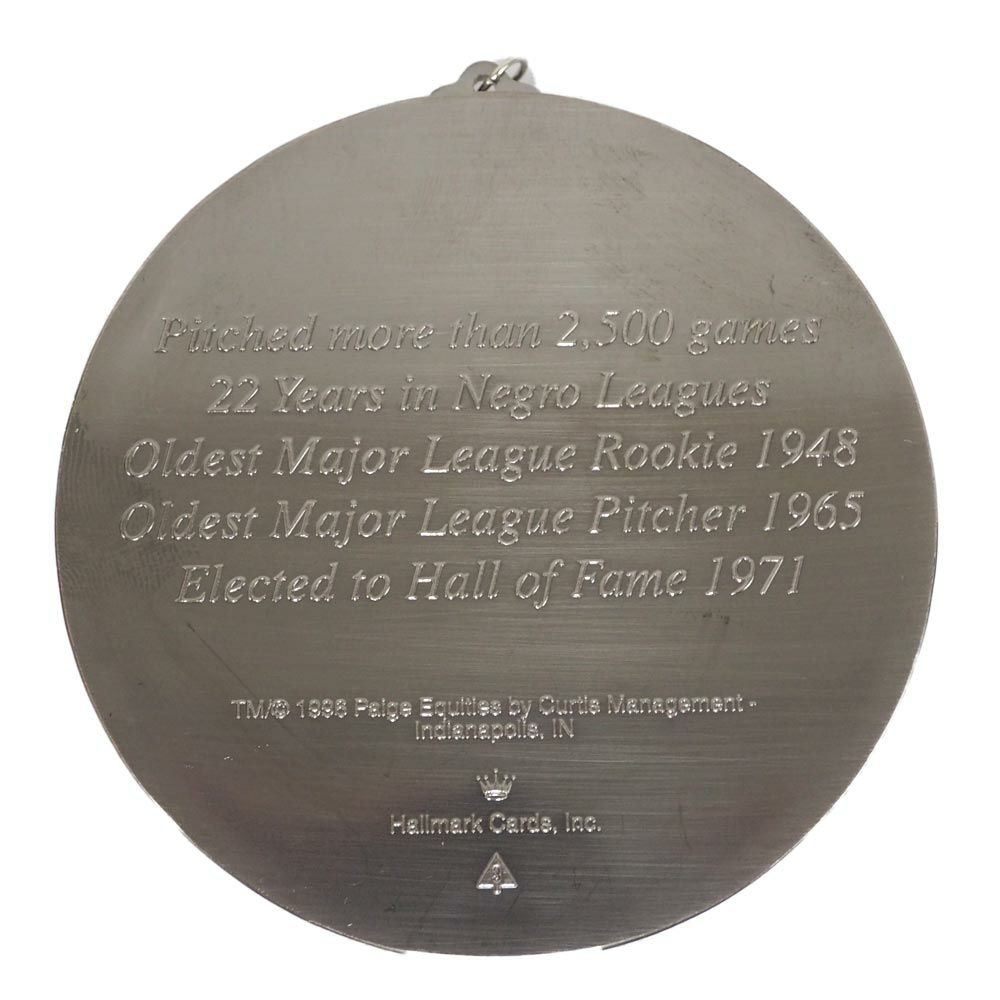 Pitched more than 2,500 games
22 Years in Negro Leagues
Oldest Major League Rookie 1948
Oldest Major League Pitcher 1965
Elected to Hall of Fame 1971
TM/© 1996 Paige Equities by Curtis Management -
Indianapolis, IN
Hallmark Cards, Inc.